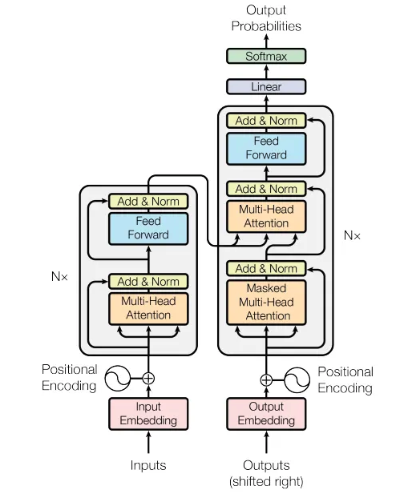 Output
Probabilities
Softmax
Linear
Add & Norm
Feed
Forward
Add & Norm
Multi-Head
Attention
Add & Norm
Masked
Multi-Head
Attention
N×
Add & Norm
Feed
Forward
Add & Norm
Multi-Head
Attention
N×
Positional
Encoding
Positional
Encoding
Input
Embedding
Output
Embedding
Inputs
Outputs
(shifted right)